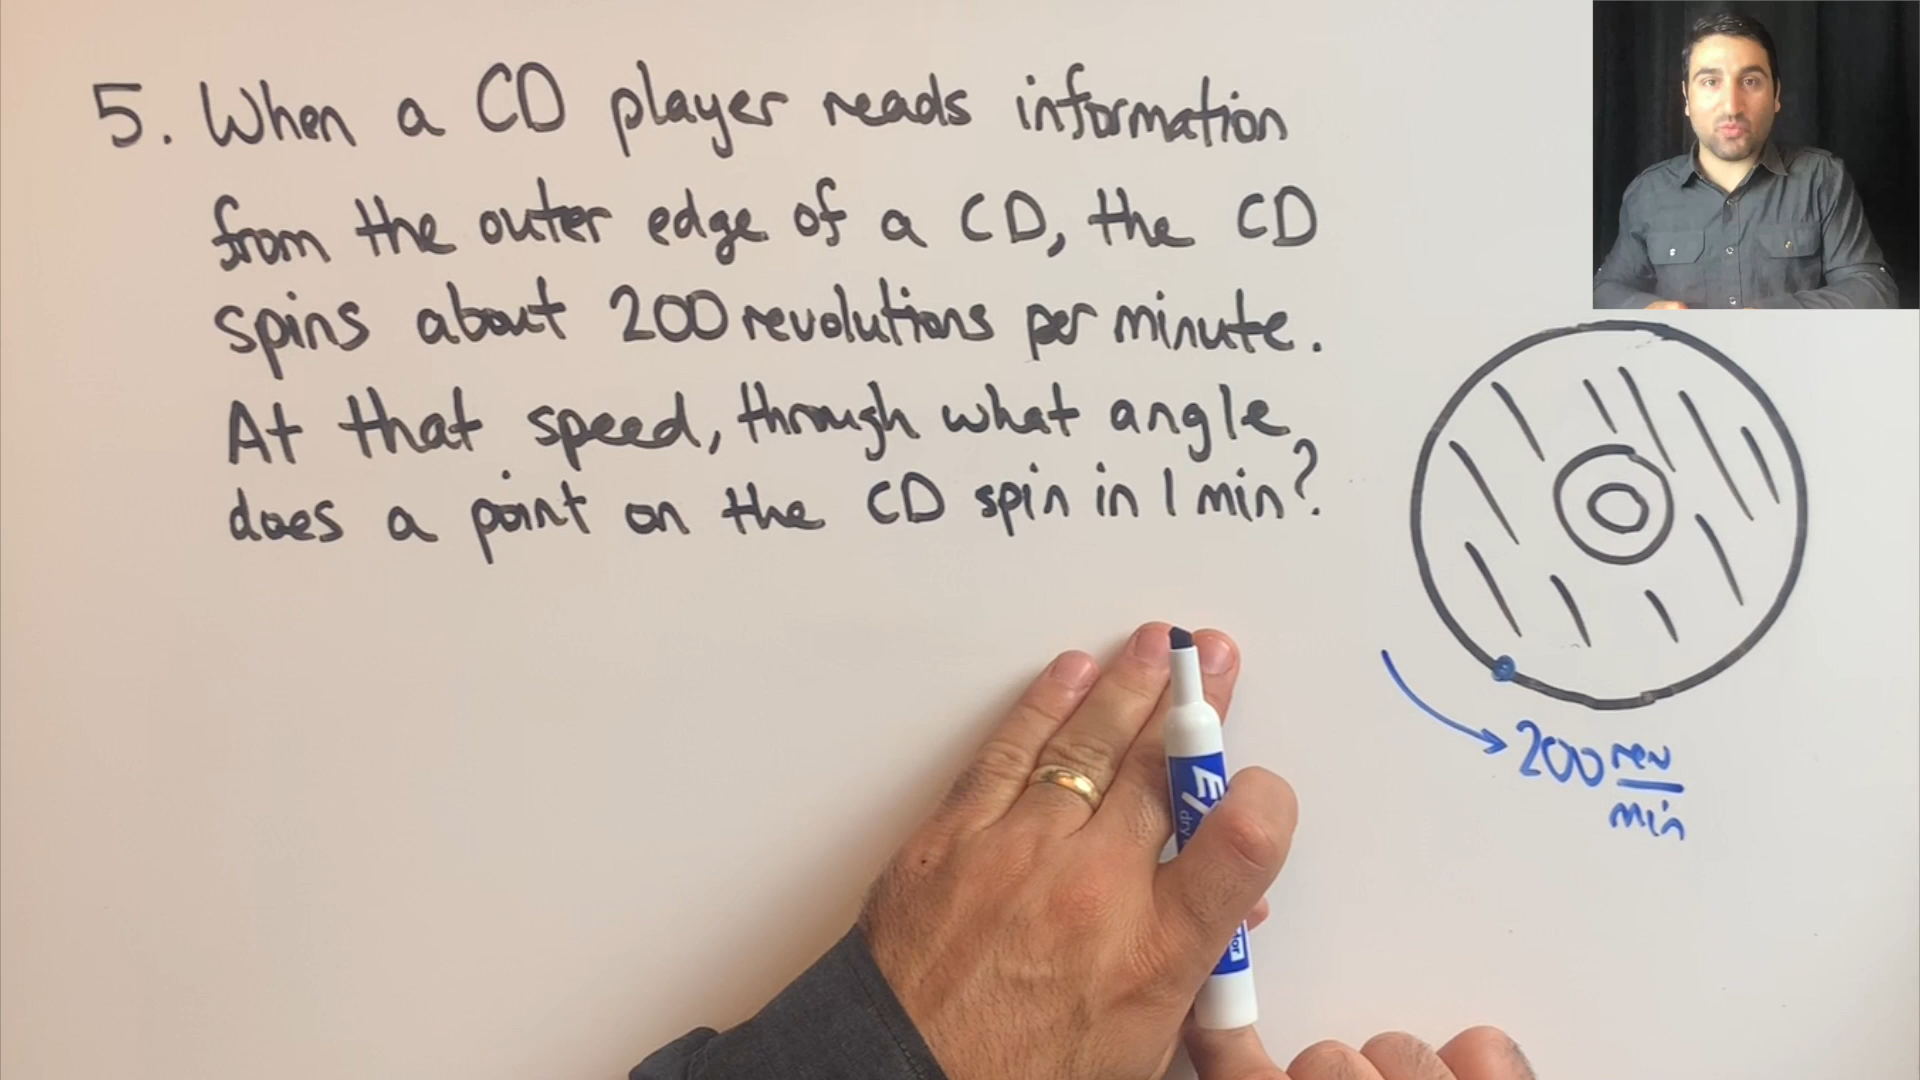 5. When a CD player reads information
from the outer edge of a CD, the CD
spins about 200 revolutions per minute.
At that speed, through what angle
does a point on the CD spin in 1 min?
200 rev
min
EX
dry